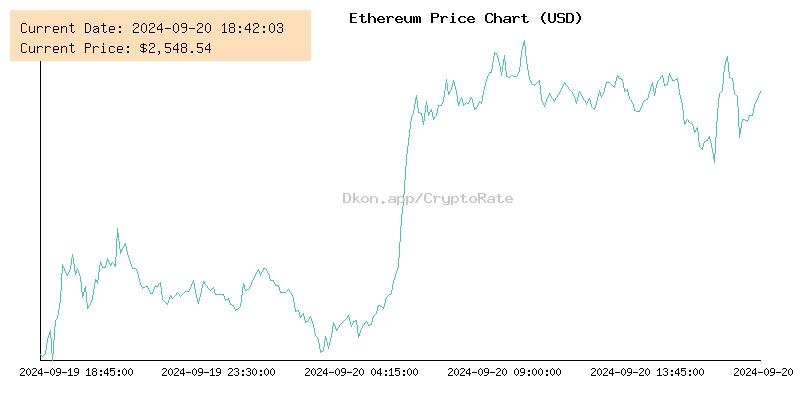 Ethereum Price Chart (USD)
Current Date: 2024-09-20 18:42:03
Current Price: $2,548.54
Dkon.app/CryptoRate
2024-09-19 18:45:00 2024-09-19 23:30:00 2024-09-20 04:15:00 2024-09-20 09:00:00 2024-09-20 13:45:00 2024-09-20